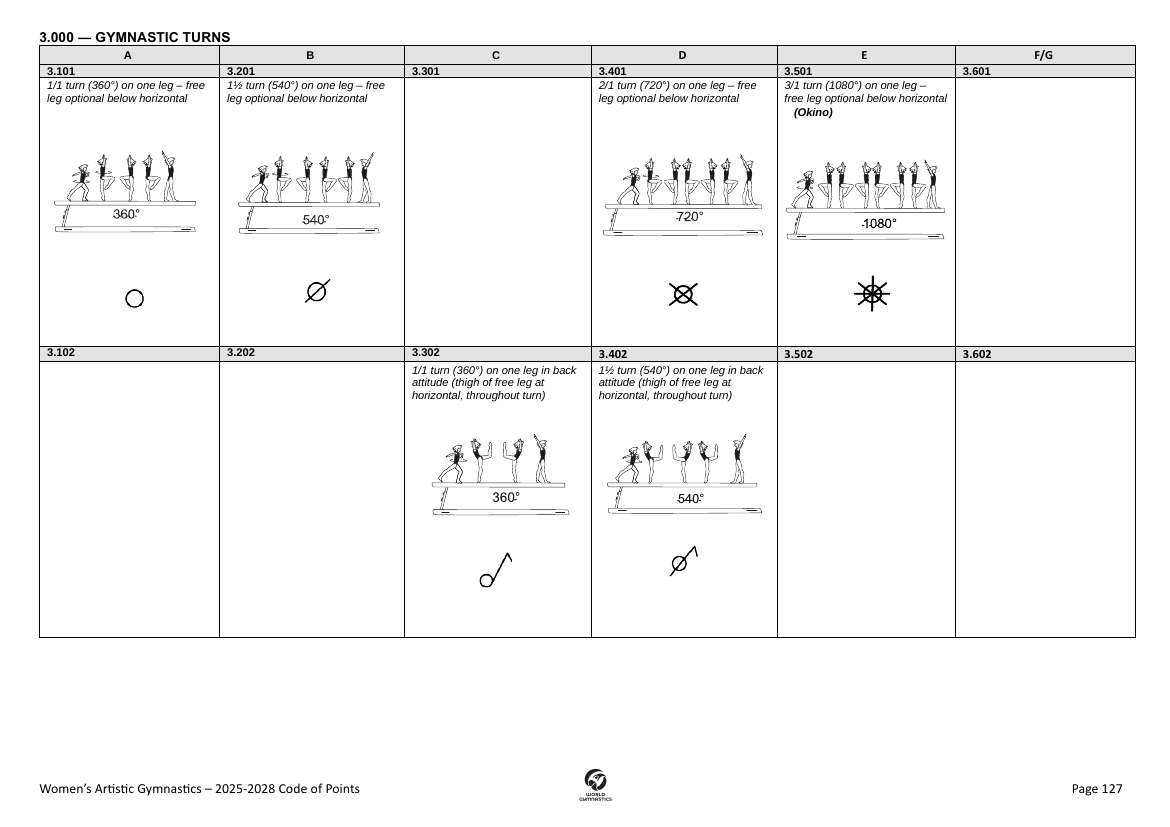 3.000 — GYMNASTIC TURNS
A B C D E F/G
3.101 3.201 3.301 3.401 3.501 3.601
1/1 turn (360°) on one leg – free
leg optional below horizontal
1½ turn (540°) on one leg – free
leg optional below horizontal
2/1 turn (720°) on one leg – free
leg optional below horizontal
3/1 turn (1080°) on one leg –
free leg optional below horizontal
(Okino)
360°
540°
720°
1080°
3.102 3.202 3.302 3.402 3.502 3.602
1/1 turn (360°) on one leg in back
attitude (thigh of free leg at
horizontal, throughout turn)
1½ turn (540°) on one leg in back
attitude (thigh of free leg at
horizontal, throughout turn)
360°
540°
Women's Artistic Gymnastics – 2025-2028 Code of Points
WORLD
GYMNASTICS
Page 127